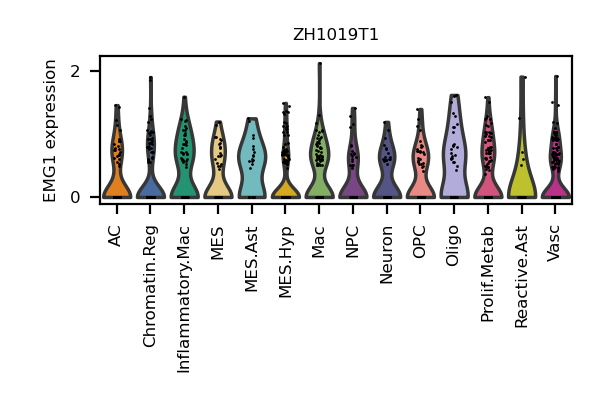 ZH1019T1
EMG1 expression
2
0
AC
Chromatin.Reg
Inflammatory.Mac
MES
MES.Ast
MES.Hyp
Mac
NPC
Neuron
OPC
Oligo
Prolif.Metab
Reactive.Ast
Vasc